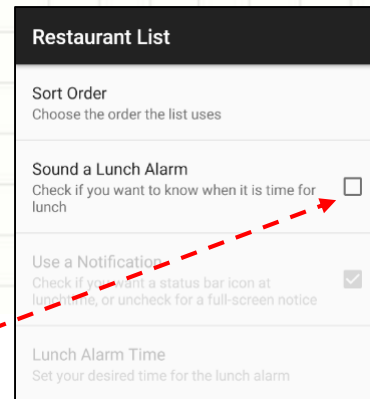 Restaurant List
Sort Order
Choose the order the list uses
Sound a Lunch Alarm
Check if you want to know when it is time for
lunch
Use a Notification
Check if you want a status bar icon at
lunchtime, or uncheck for a full-screen notice
Lunch Alarm Time
Set your desired time for the lunch alarm